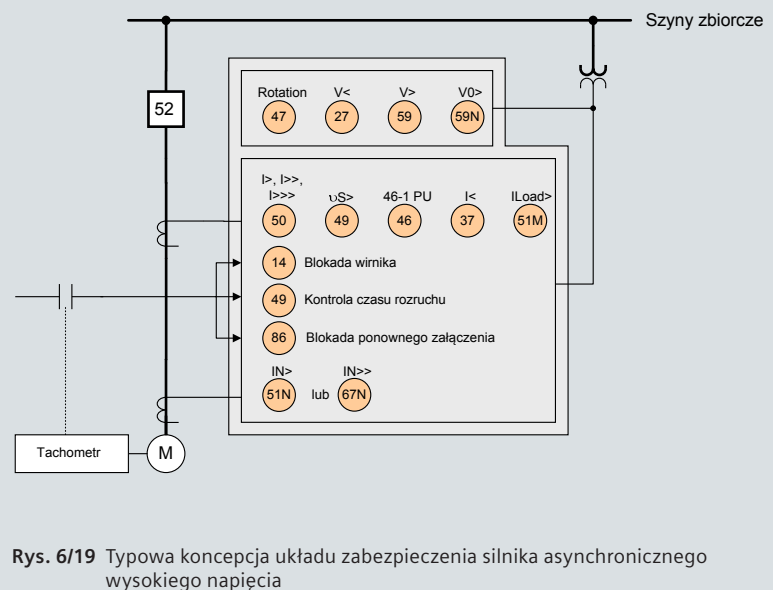 Szyny zbiorcze
52
Rotation V< V> V0>
47 27 59 59N
I>, I>>,
I>>> υS> 46-1 PU I< ILoad>
50 49 46 37 51M
14 Blokada wirnika
49 Kontrola czasu rozruchu
86 Blokada ponownego załączenia
IN> IN>>
51N lub 67N
Tachometr M
Rys. 6/19 Typowa koncepcja układu zabezpieczenia silnika asynchronicznego
wysokiego napięcia